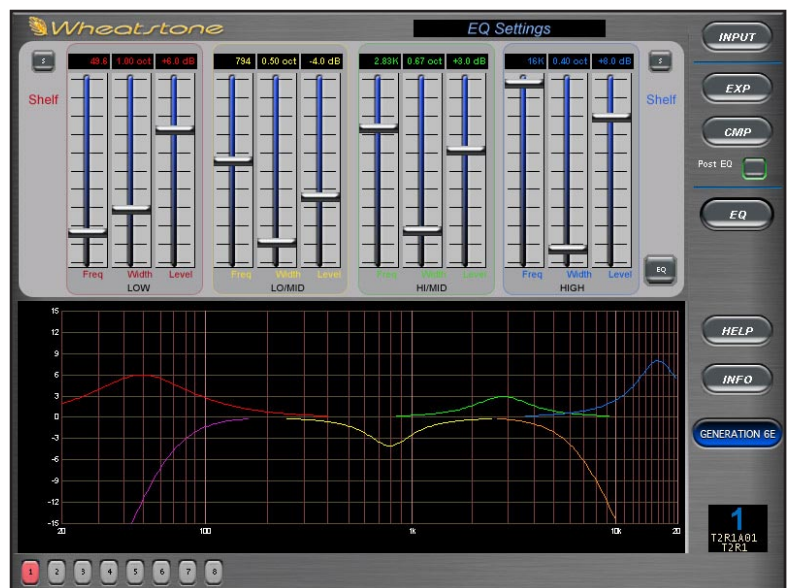 Wheatstone
EQ Settings
INPUT
EXP
CMP
Post EQ
EQ
HELP
INFO
GENERATION 6E
1
T2R1A01
T2R1
S
Shelf
49.6 1.00 oct +6.0 dB
Freq Width Level
LOW
794 0.50 oct -4.0 dB
Freq Width Level
LO/MID
2.83K 0.67 oct +3.0 dB
Freq Width Level
HI/MID
16K 0.40 oct +8.0 dB
Freq Width Level
HIGH
S
Shelf
EQ
15
12
9
6
3
0
-3
-6
-9
-12
-15
20 100 1k 10k 20
1 2 3 4 5 6 7 8